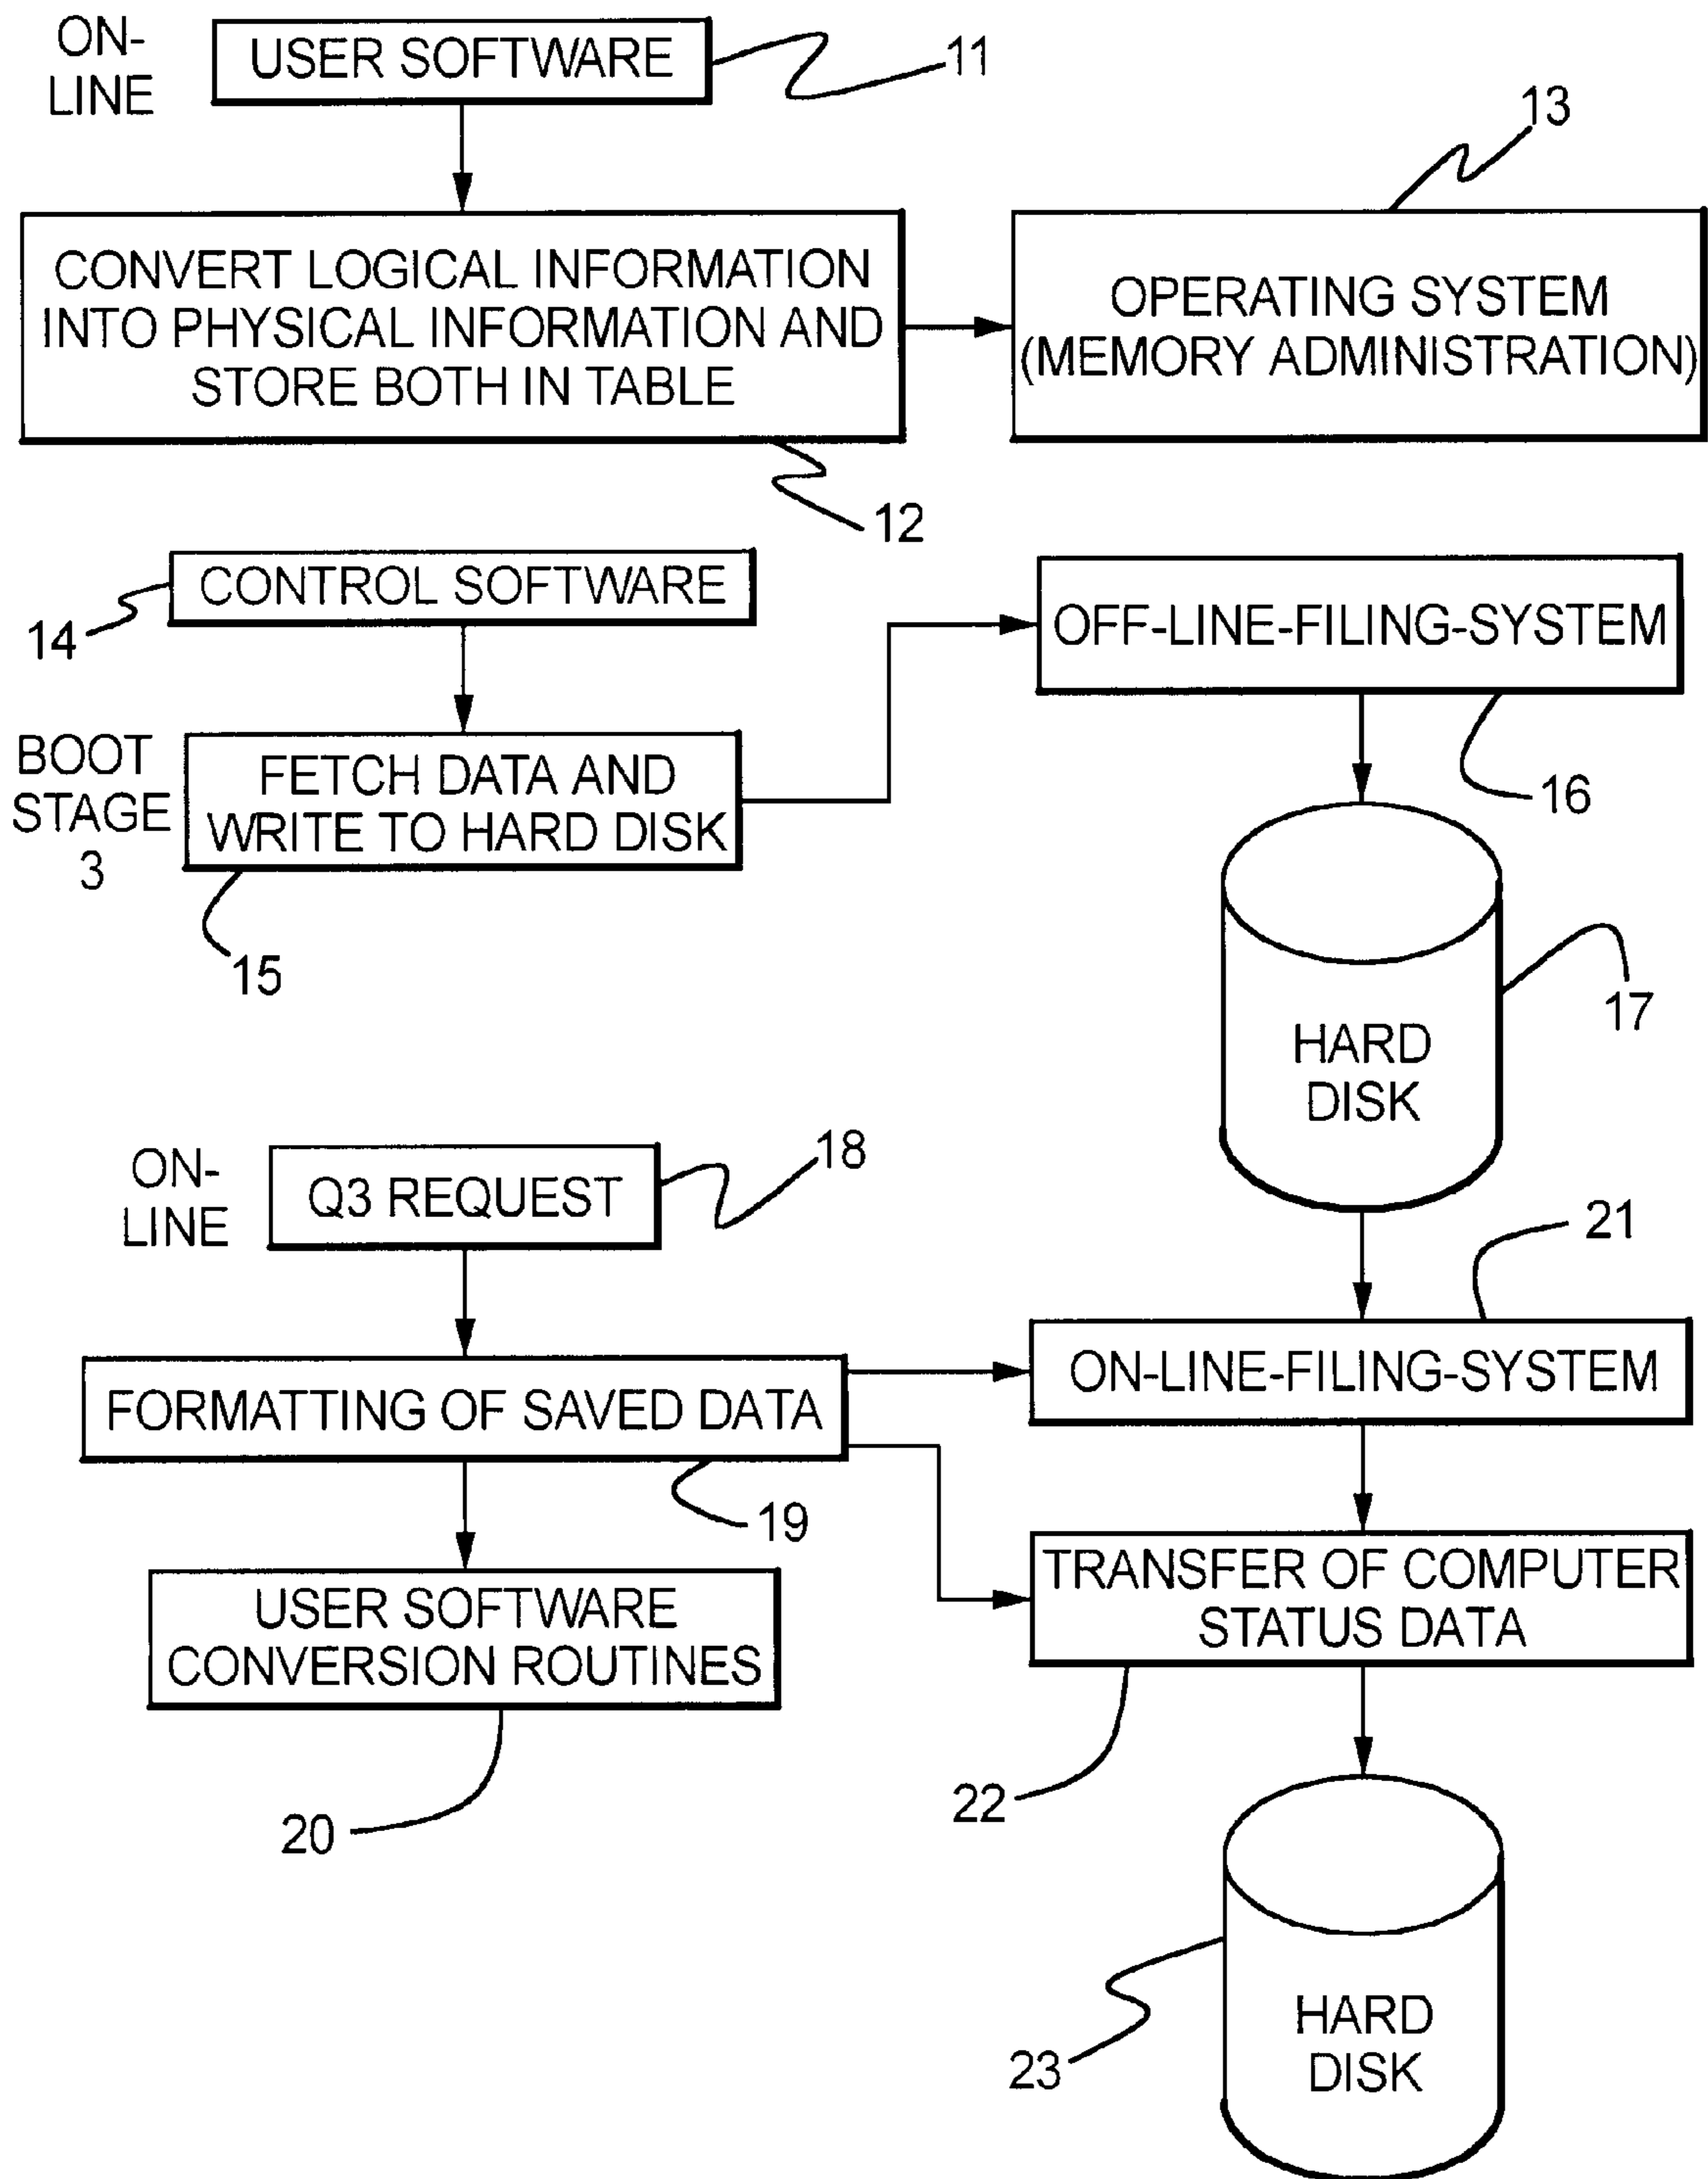 ON-
LINE
USER SOFTWARE
11
13
CONVERT LOGICAL INFORMATION
INTO PHYSICAL INFORMATION AND
STORE BOTH IN TABLE
OPERATING SYSTEM
(MEMORY ADMINISTRATION)
12
CONTROL SOFTWARE
14
OFF-LINE-FILING-SYSTEM
16
BOOT
STAGE
3
FETCH DATA AND
WRITE TO HARD DISK
15
17
HARD
DISK
ON-
LINE
Q3 REQUEST
18
21
FORMATTING OF SAVED DATA
19
ON-LINE-FILING-SYSTEM
USER SOFTWARE
CONVERSION ROUTINES
20
TRANSFER OF COMPUTER
STATUS DATA
22
23
HARD
DISK